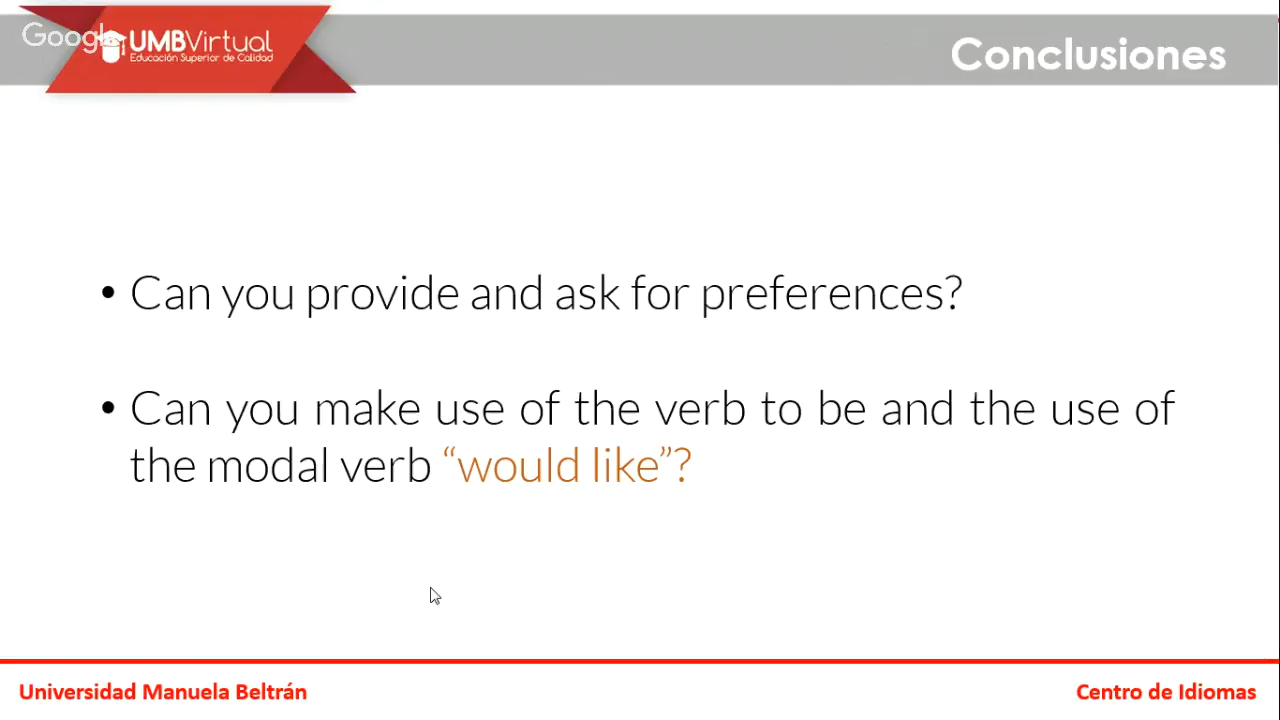 Google
UMBVirtual
Educación Superior de Calidad
Conclusiones
• Can you provide and ask for preferences?
• Can you make use of the verb to be and the use of
the modal verb “would like”?
Universidad Manuela Beltrán
Centro de Idiomas